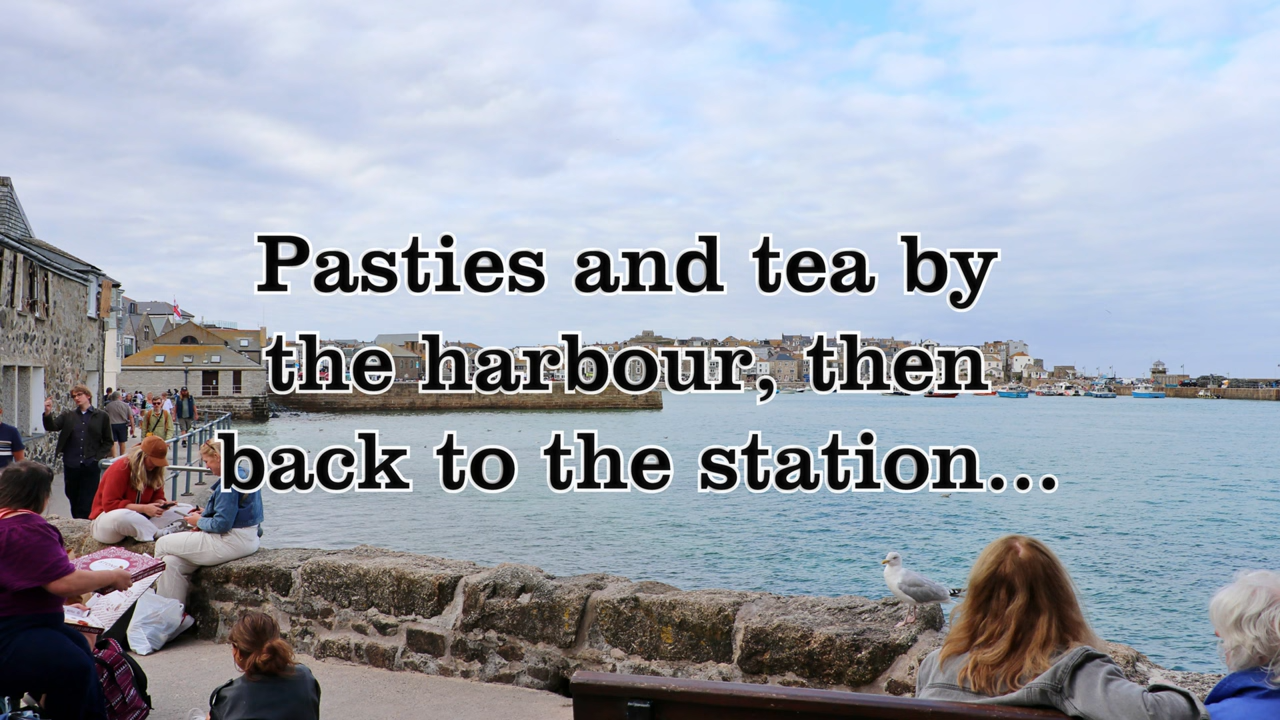 Pasties and tea by
the harbour, then
back to the station...